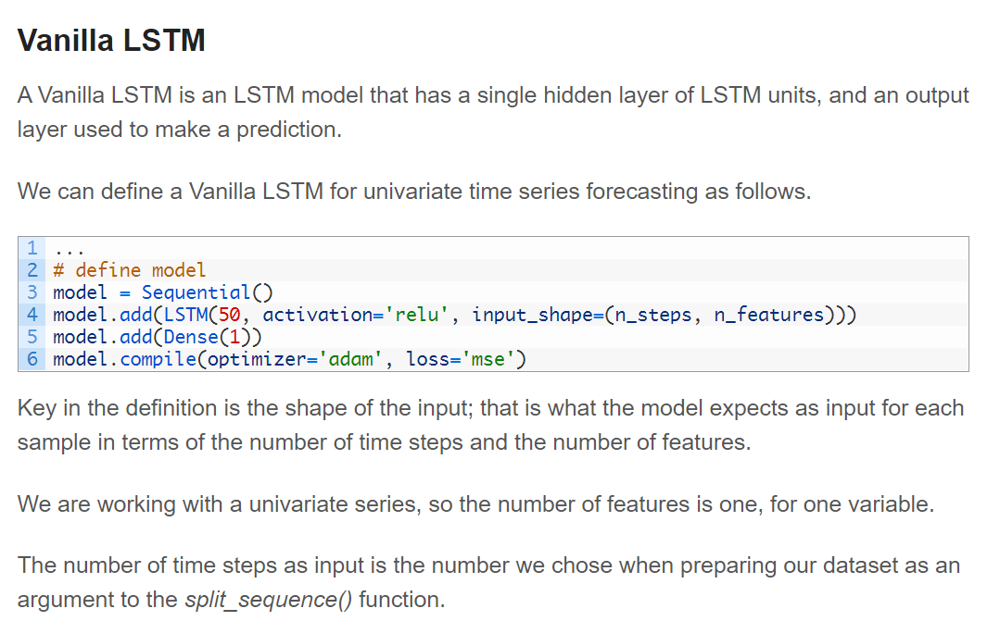 Vanilla LSTM
A Vanilla LSTM is an LSTM model that has a single hidden layer of LSTM units, and an output
layer used to make a prediction.
We can define a Vanilla LSTM for univariate time series forecasting as follows.
1 ...
2 # define model
3 model = Sequential()
4 model.add(LSTM(50, activation='relu', input_shape=(n_steps, n_features)))
5 model.add(Dense(1))
6 model.compile(optimizer='adam', loss='mse')
Key in the definition is the shape of the input; that is what the model expects as input for each
sample in terms of the number of time steps and the number of features.
We are working with a univariate series, so the number of features is one, for one variable.
The number of time steps as input is the number we chose when preparing our dataset as an
argument to the split_sequence() function.